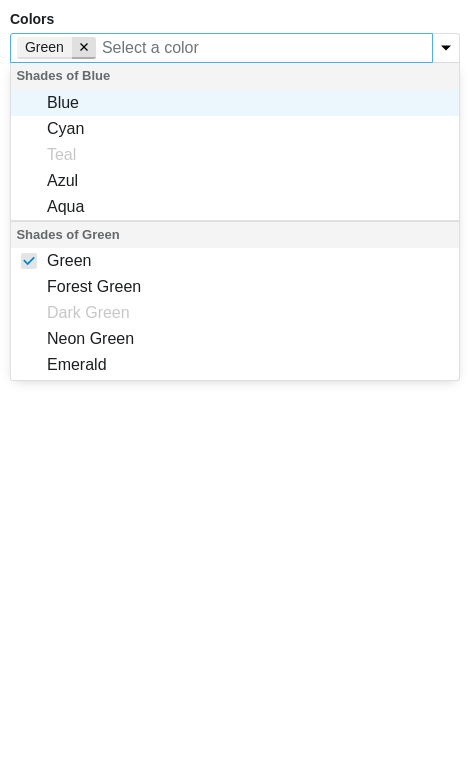 Colors
Green Select a color
Shades of Blue
Blue
Cyan
Teal
Azul
Aqua
Shades of Green
Green
Forest Green
Dark Green
Neon Green
Emerald